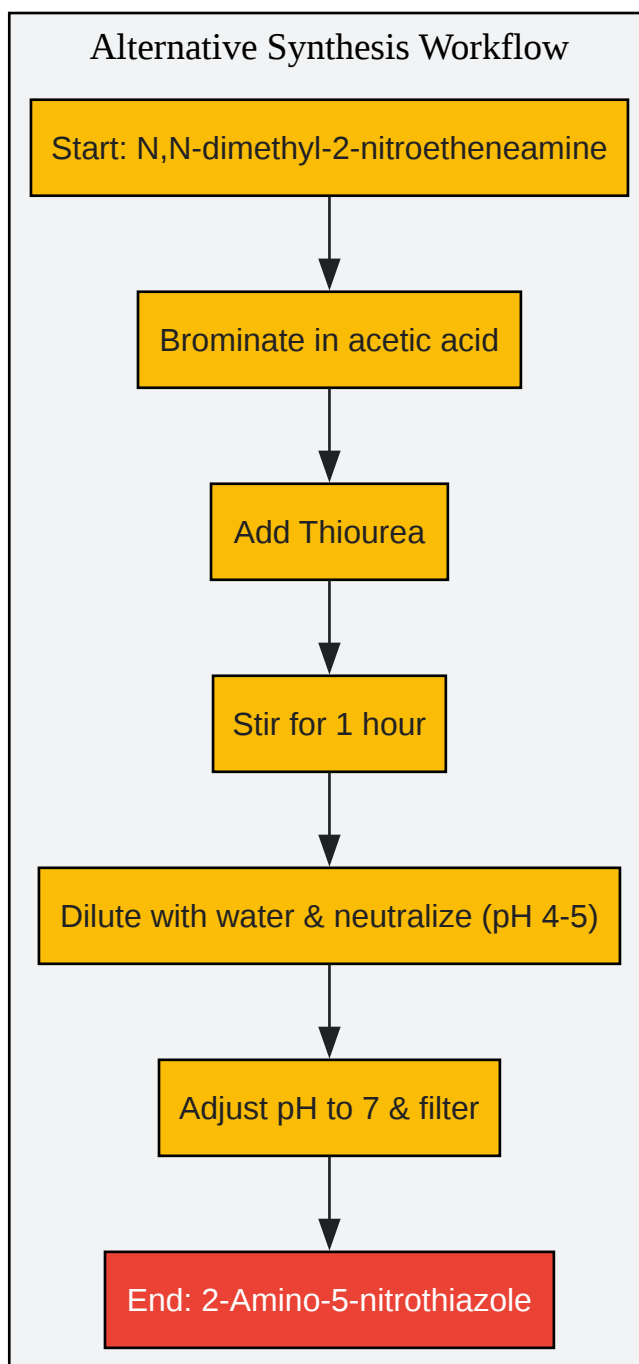 Alternative Synthesis Workflow
Start: N,N-dimethyl-2-nitroetheneamine
Brominate in acetic acid
Add Thiourea
Stir for 1 hour
Dilute with water & neutralize (pH 4-5)
Adjust pH to 7 & filter
End: 2-Amino-5-nitrothiazole